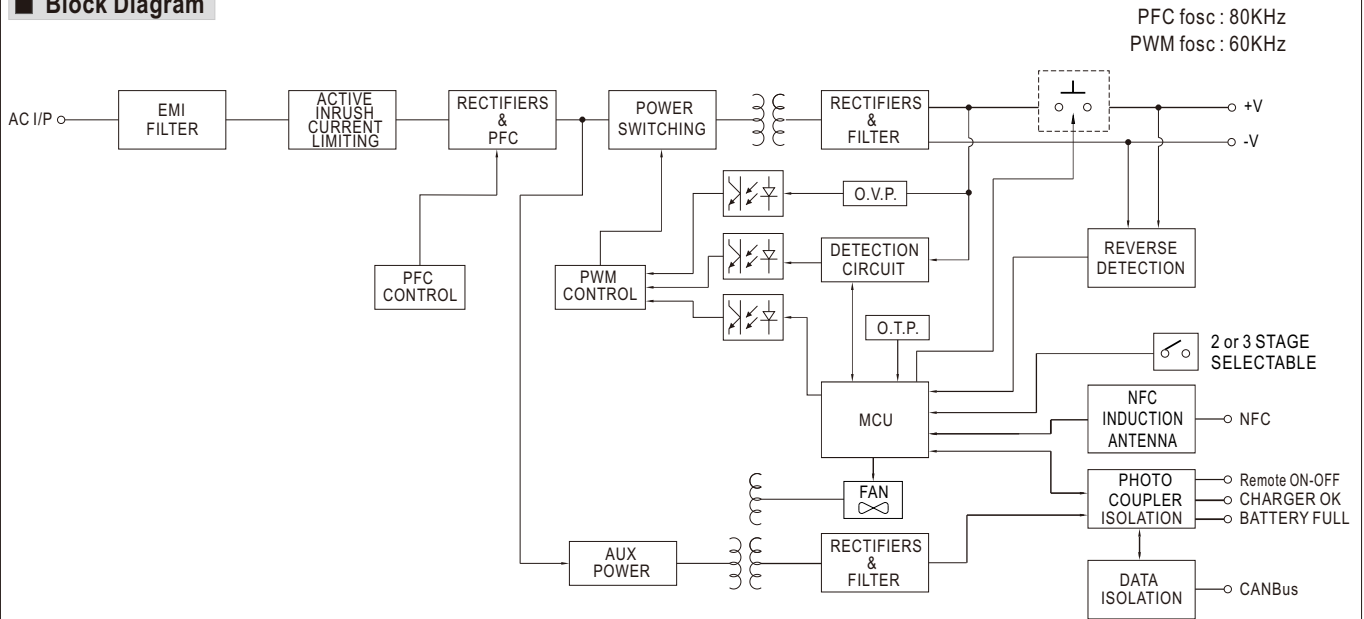 ■ Block Diagram
PFC fosc : 80KHz
PWM fosc : 60KHz
AC I/P
EMI
FILTER
ACTIVE
INRUSH
CURRENT
LIMITING
RECTIFIERS
&
PFC
POWER
SWITCHING
RECTIFIERS
&
FILTER
+V
-V
O.V.P.
DETECTION
CIRCUIT
REVERSE
DETECTION
PFC
CONTROL
PWM
CONTROL
O.T.P.
2 or 3 STAGE
SELECTABLE
MCU
NFC
INDUCTION
ANTENNA
NFC
FAN
PHOTO
COUPLER
ISOLATION
Remote ON-OFF
CHARGER OK
BATTERY FULL
AUX
POWER
RECTIFIERS
&
FILTER
DATA
ISOLATION
CANBus